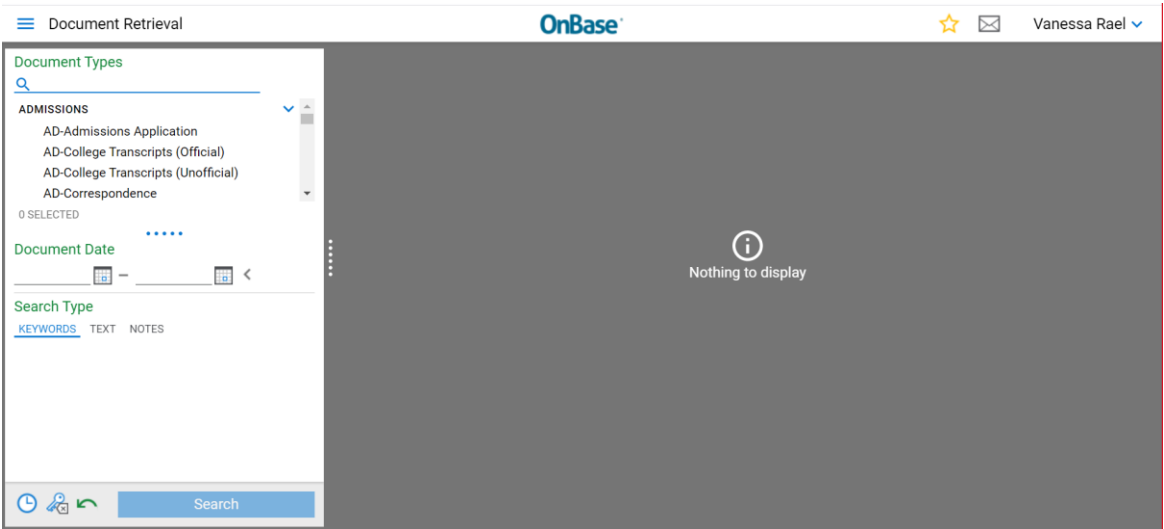 Document Retrieval
OnBase
Vanessa Rael
Document Types
ADMISSIONS
AD-Admissions Application
AD-College Transcripts (Official)
AD-College Transcripts (Unofficial)
AD-Correspondence
0 SELECTED
Document Date
–
Search Type
KEYWORDS TEXT NOTES
Search
Nothing to display